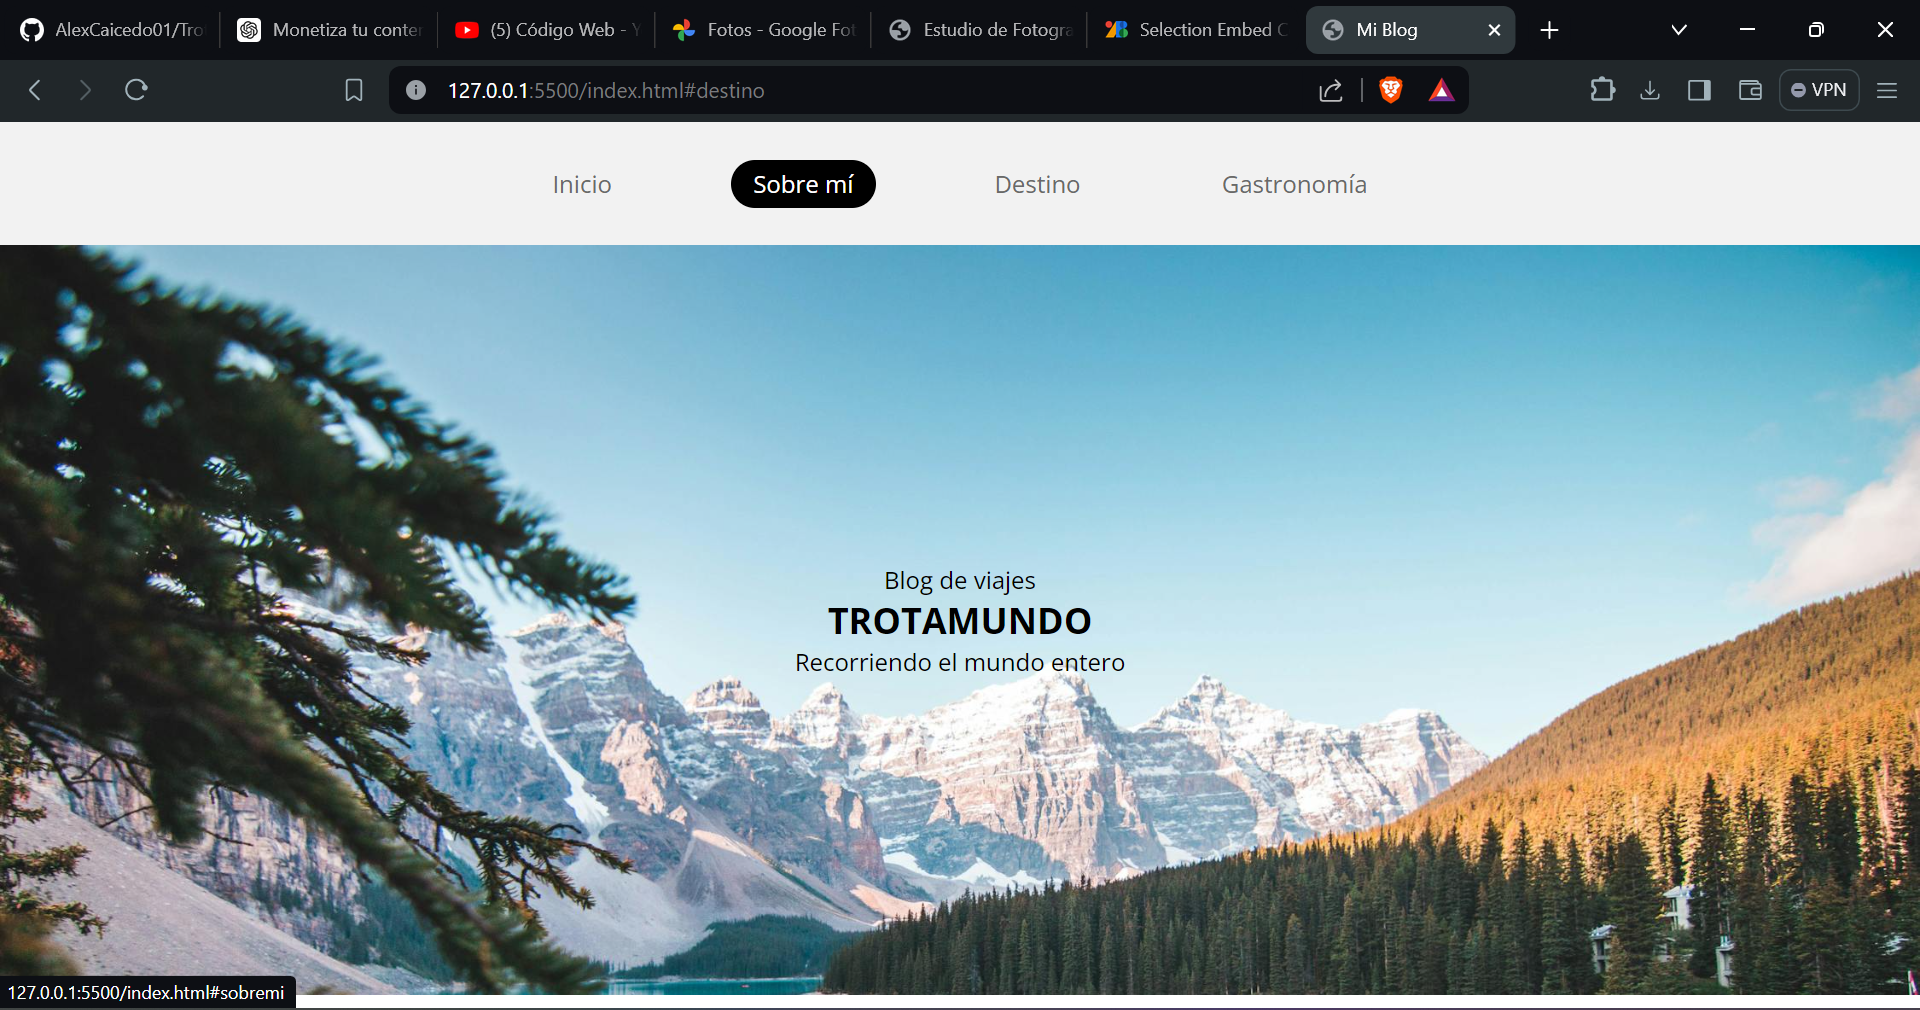 AlexCaicedo01/Tro
Monetiza tu conten
(5) Código Web - Y
Fotos - Google Fot
Estudio de Fotogra
Selection Embed C
Mi Blog
127.0.0.1:5500/index.html#destino
VPN
Inicio
Sobre mí
Destino
Gastronomía
Blog de viajes
TROTAMUNDO
Recorriendo el mundo entero
127.0.0.1:5500/index.html#sobremi